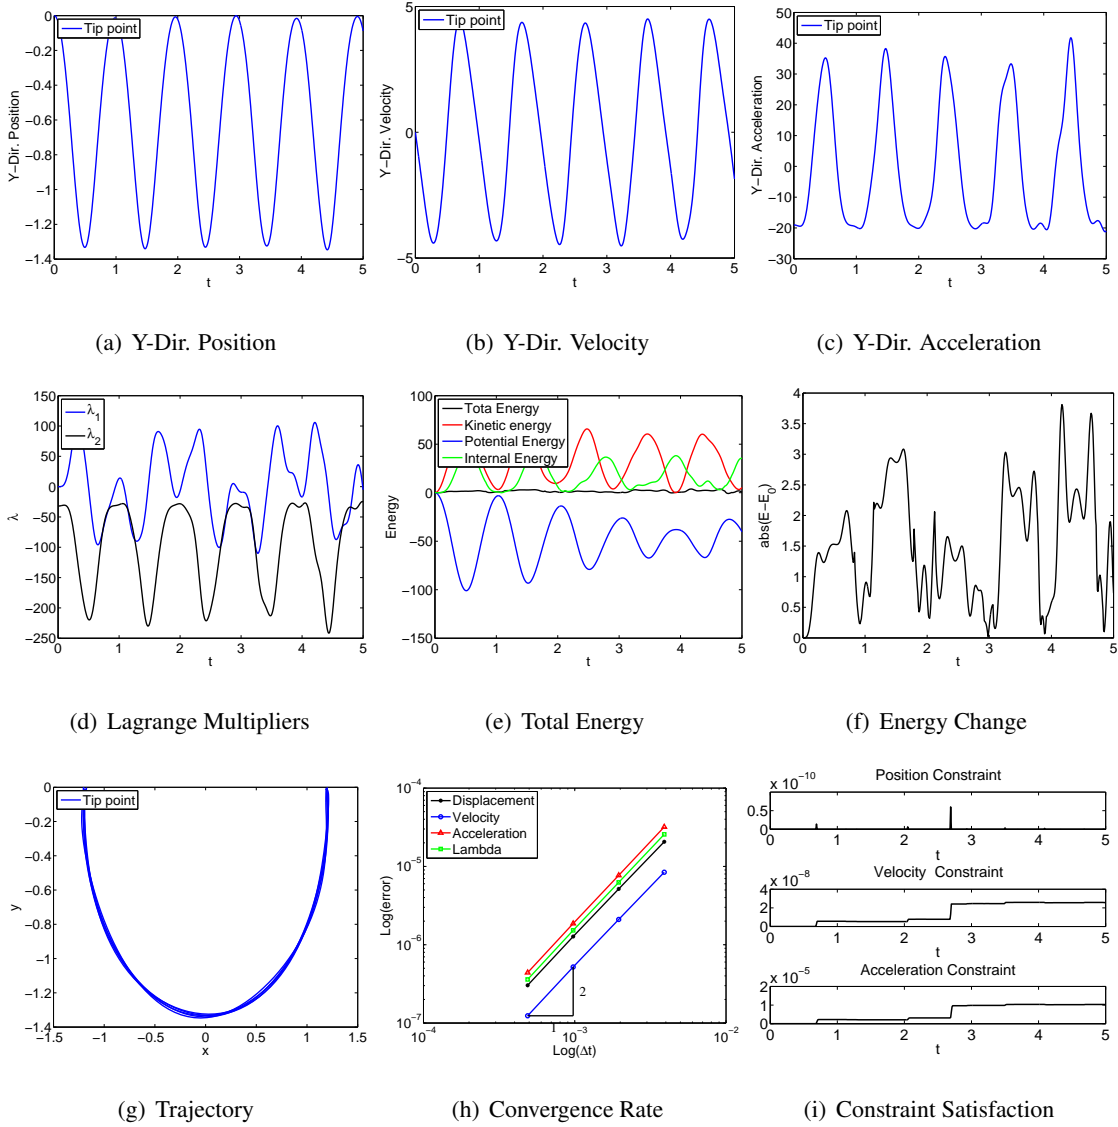 Tip point
0
−0.2
−0.4
−0.6
−0.8
−1
−1.2
−1.4
0 1 2 3 4 5
Y−Dir. Position
t
(a) Y-Dir. Position
Tip point
5
0
−5
0 1 2 3 4 5
Y−Dir. Velocity
t
(b) Y-Dir. Velocity
Tip point
50
40
30
20
10
0
−10
−20
−30
0 1 2 3 4 5
Y−Dir. Acceleration
t
(c) Y-Dir. Acceleration
λ1
λ2
150
100
50
0
−50
−100
−150
−200
−250
0 1 2 3 4 5
λ
t
(d) Lagrange Multipliers
Tota Energy
Kinetic energy
Potential Energy
Internal Energy
100
50
0
−50
−100
−150
0 1 2 3 4 5
Energy
t
(e) Total Energy
4
3.5
3
2.5
2
1.5
1
0.5
0
0 1 2 3 4 5
abs(E−E0)
t
(f) Energy Change
Tip point
0
−0.2
−0.4
−0.6
−0.8
−1
−1.2
−1.4
−1.5 −1 −0.5 0 0.5 1 1.5
y
x
(g) Trajectory
Displacement
Velocity
Acceleration
Lambda
10−4
10−5
10−6
10−7
10−4 10−3 10−2
2
1
Log(error)
Log(Δt)
(h) Convergence Rate
x 10−10
Position Constraint
0.5
0
0 1 2 3 4 5
t
x 10−8
Velocity Constraint
4
2
0
0 1 2 3 4 5
t
x 10−5
Acceleration Constraint
2
1
0
0 1 2 3 4 5
t
(i) Constraint Satisfaction